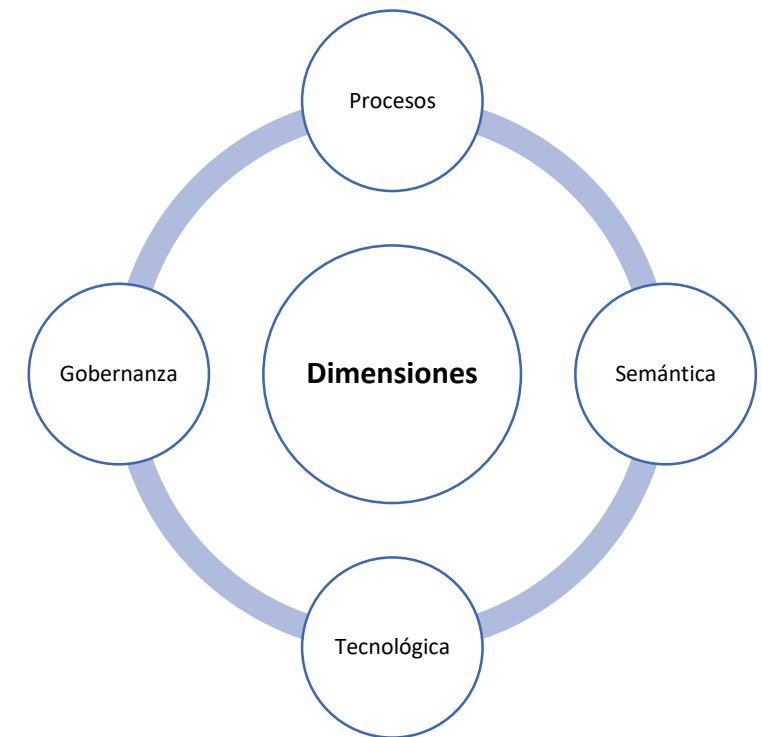 Procesos
Gobernanza
Dimensiones
Semántica
Tecnológica